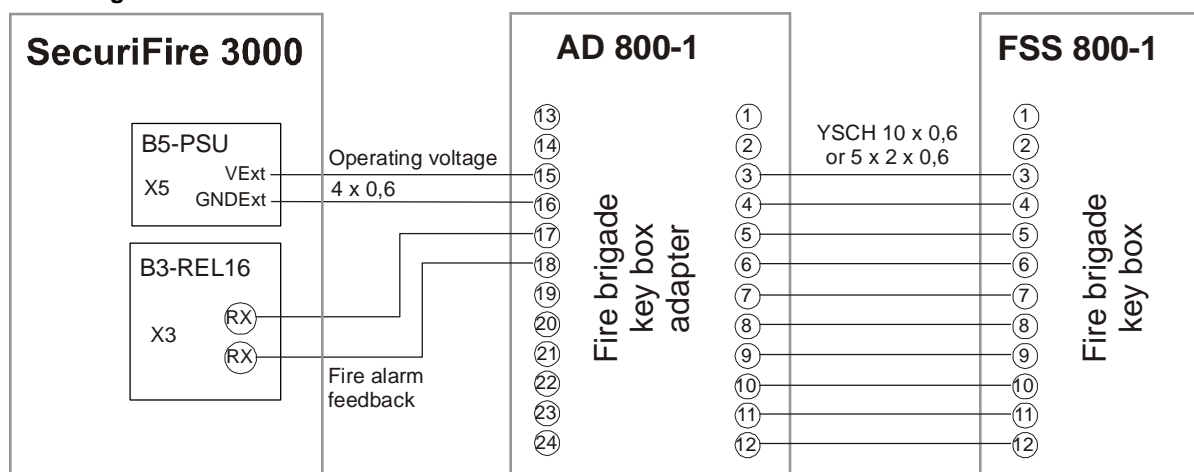 SecuriFire 3000
B5-PSU
X5
VExt
GNDExt
B3-REL16
X3
RX
RX
Operating voltage
4 x 0,6
Fire alarm
feedback
AD 800-1
13
14
15
16
17
18
19
20
21
22
23
24
Fire brigade
key box
adapter
1
2
3
4
5
6
7
8
9
10
11
12
YSCH 10 x 0,6
or 5 x 2 x 0,6
FSS 800-1
1
2
3
4
5
6
7
8
9
10
11
12
Fire brigade
key box